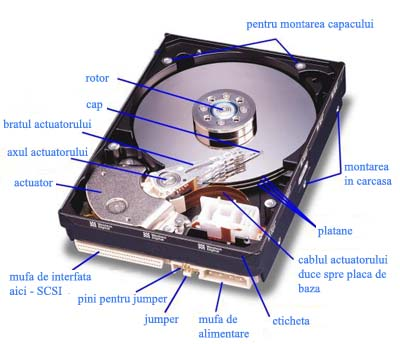 pentru montarea capacului
rotor
cap
bratul actuatorului
axul actuatorului
actuator
montarea
in carcasa
platane
cablul actuatorului
duce spre placa de
baza
mufa de interfata
aici - SCSI
pini pentru jumper
jumper
mufa de
alimentare
eticheta